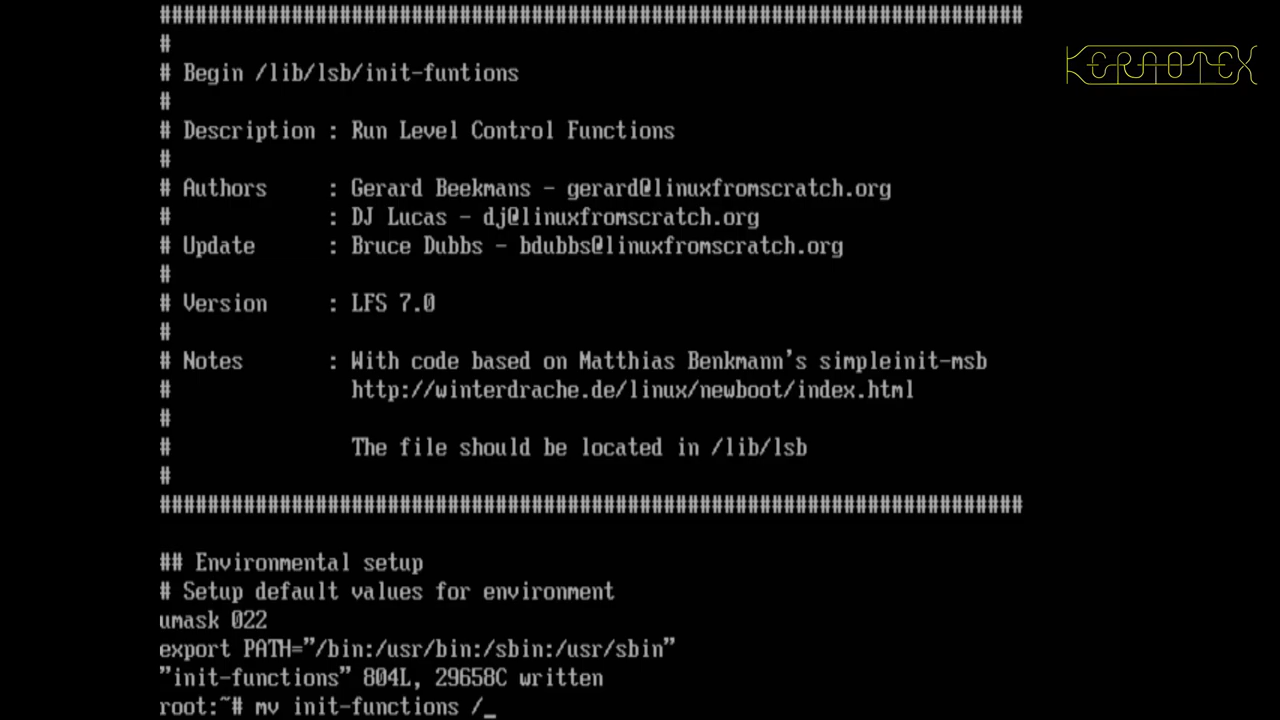 ########################################################################
#
# Begin /lib/lsb/init-funtions
#
# Description : Run Level Control Functions
#
# Authors     : Gerard Beekmans - gerard@linuxfromscratch.org
#             : DJ Lucas - dj@linuxfromscratch.org
# Update      : Bruce Dubbs - bdubbs@linuxfromscratch.org
#
# Version     : LFS 7.0
#
# Notes       : With code based on Matthias Benkmann's simpleinit-msb
#               http://winterdrache.de/linux/newboot/index.html
#
#               The file should be located in /lib/lsb
#
########################################################################
## Environmental setup
# Setup default values for environment
umask 022
export PATH="/bin:/usr/bin:/sbin:/usr/sbin"
"init-functions" 804L, 29658C written
root:~# mv init-functions /_
KERNOTEX